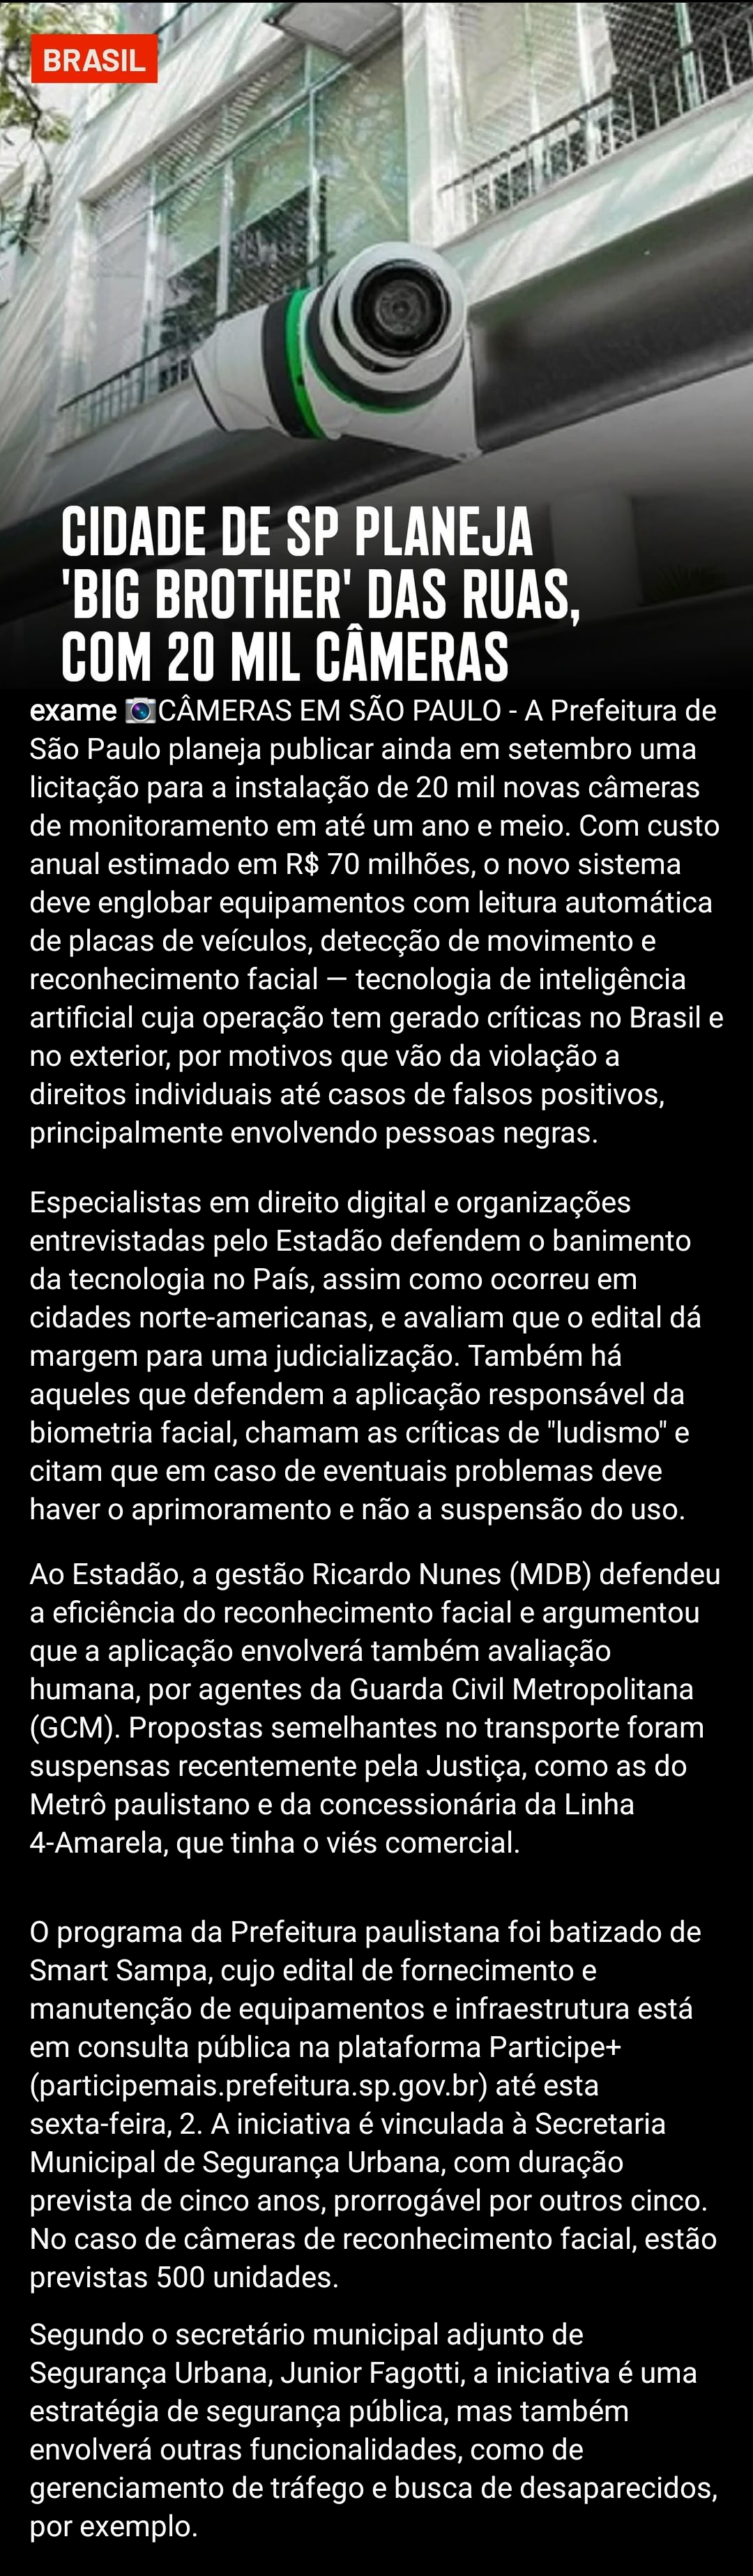 BRASIL
CIDADE DE SP PLANEJA
'BIG BROTHER' DAS RUAS,
COM 20 MIL CÂMERAS
exame 📷CÂMERAS EM SÃO PAULO - A Prefeitura de
São Paulo planeja publicar ainda em setembro uma
licitação para a instalação de 20 mil novas câmeras
de monitoramento em até um ano e meio. Com custo
anual estimado em R$ 70 milhões, o novo sistema
deve englobar equipamentos com leitura automática
de placas de veículos, detecção de movimento e
reconhecimento facial — tecnologia de inteligência
artificial cuja operação tem gerado críticas no Brasil e
no exterior, por motivos que vão da violação a
direitos individuais até casos de falsos positivos,
principalmente envolvendo pessoas negras.
Especialistas em direito digital e organizações
entrevistadas pelo Estadão defendem o banimento
da tecnologia no País, assim como ocorreu em
cidades norte-americanas, e avaliam que o edital dá
margem para uma judicialização. Também há
aqueles que defendem a aplicação responsável da
biometria facial, chamam as críticas de "ludismo" e
citam que em caso de eventuais problemas deve
haver o aprimoramento e não a suspensão do uso.
Ao Estadão, a gestão Ricardo Nunes (MDB) defendeu
a eficiência do reconhecimento facial e argumentou
que a aplicação envolverá também avaliação
humana, por agentes da Guarda Civil Metropolitana
(GCM). Propostas semelhantes no transporte foram
suspensas recentemente pela Justiça, como as do
Metrô paulistano e da concessionária da Linha
4-Amarela, que tinha o viés comercial.
O programa da Prefeitura paulistana foi batizado de
Smart Sampa, cujo edital de fornecimento e
manutenção de equipamentos e infraestrutura está
em consulta pública na plataforma Participe+
(participemais.prefeitura.sp.gov.br) até esta
sexta-feira, 2. A iniciativa é vinculada à Secretaria
Municipal de Segurança Urbana, com duração
prevista de cinco anos, prorrogável por outros cinco.
No caso de câmeras de reconhecimento facial, estão
previstas 500 unidades.
Segundo o secretário municipal adjunto de
Segurança Urbana, Junior Fagotti, a iniciativa é uma
estratégia de segurança pública, mas também
envolverá outras funcionalidades, como de
gerenciamento de tráfego e busca de desaparecidos,
por exemplo.